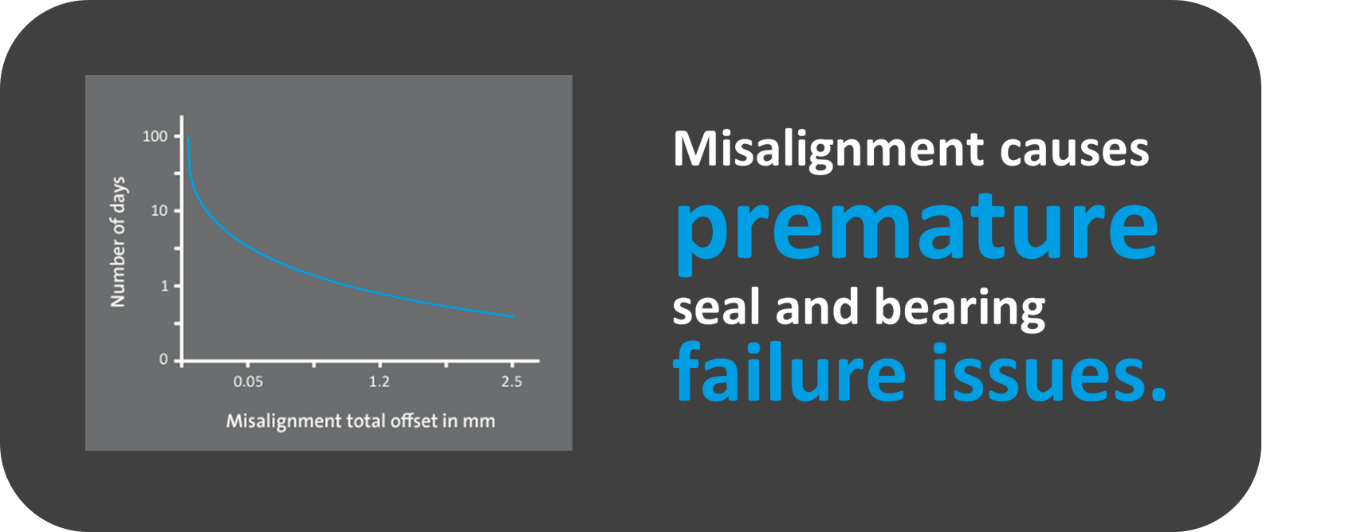 100
10
1
0
Number of days
0.05
1.2
2.5
Misalignment total offset in mm
Misalignment causes
premature
seal and bearing
failure issues.